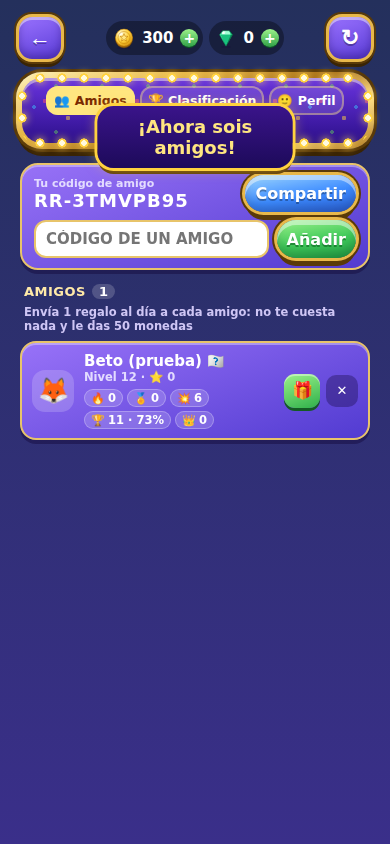 ← 300 + 0 + ↻
Amigos Clasificación Perfil
¡Ahora sois
amigos!
Tu código de amigo
RR-3TMVPB95
Compartir
CÓDIGO DE UN AMIGO
Añadir
AMIGOS 1
Envía 1 regalo al día a cada amigo: no te cuesta
nada y le das 50 monedas
Beto (prueba)
Nivel 12 · ⭐ 0
🔥 0 🏅 0 💥 6
🏆 11 · 73% 👑 0
✕